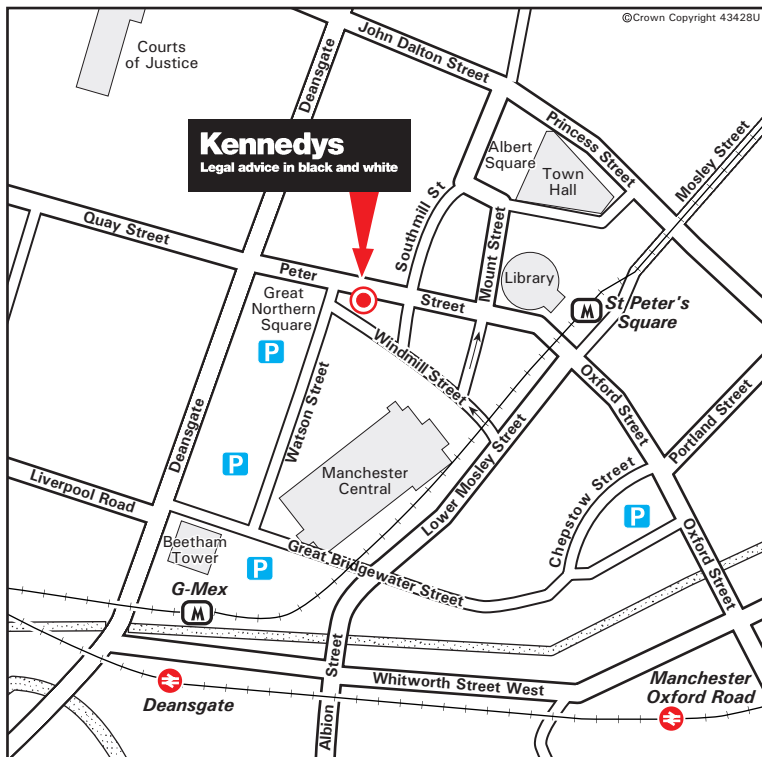 ©Crown Copyright 43428U
Courts
of Justice
Deansgate
John Dalton Street
Princess Street
Mosley Street
Kennedys
Legal advice in black and white
Albert
Square
Town
Hall
Southmill St
Mount Street
Quay Street
Peter
Street
Library
St Peter's
Square
M
Great
Northern
Square
P
Windmill Street
Watson Street
Oxford Street
Portland Street
Deansgate
P
Manchester
Central
Lower Mosley Street
Chepstow Street
Liverpool Road
P
Oxford Street
Beetham
Tower
P
Great Bridgewater Street
G-Mex
M
Albion
Street
Whitworth Street West
Deansgate
Manchester
Oxford Road